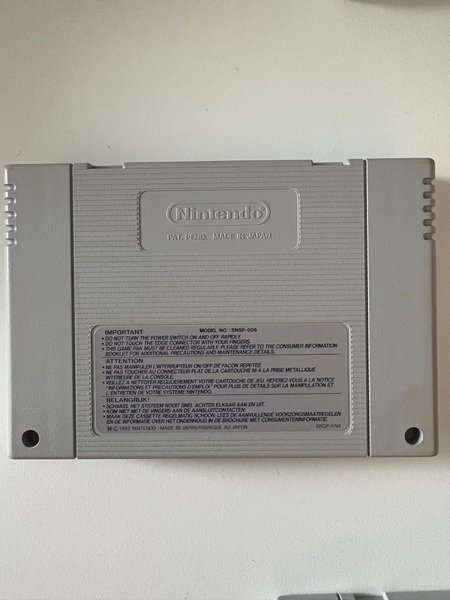 Nintendo
PAT. PEND. MADE IN JAPAN
IMPORTANT MODEL NO. : SNSP-006
• DO NOT TURN THE POWER SWITCH ON AND OFF RAPIDLY.
• DO NOT TOUCH THE EDGE CONNECTOR WITH YOUR FINGERS.
• THIS GAME PAK MUST BE CLEANED REGULARLY. PLEASE REFER TO THE CONSUMER INFORMATION
BOOKLET FOR ADDITIONAL PRECAUTIONS AND MAINTENANCE DETAILS.
ATTENTION
• NE PAS MANIPULER L'INTERRUPTEUR ON/OFF DE FACON REPETEE.
• NE PAS TOUCHER AU CONNECTEUR PLAT DE LA CARTOUCHE NI A LA PRISE METALLIQUE
INTERIEURE DE LA CONSOLE.
• VEILLEZ A NETTOYER REGULIEREMENT VOTRE CARTOUCHE DE JEU. REFEREZ-VOUS A LA NOTICE
"INFORMATIONS ET PRECAUTIONS D'EMPLOI" POUR PLUS DE DETAILS SUR LA MANIPULATION ET
L'ENTRETIEN DE VOTRE SYSTEME NINTENDO.
BELANGRIJK!
• SCHAKEL HET SYSTEEM NOOIT SNEL ACHTER ELKAAR AAN EN UIT.
• KOM NIET MET DE VINGERS AAN DE AANSLUITCONTACTEN.
• MAAK DEZE CASSETTE REGELMATIG SCHOON. LEES DE AANVULLENDE VOORZORGSMAATREGELEN
EN DE INFORMATIE OVER HET ONDERHOUD IN DE BROCHURE MET CONSUMENTENINFORMATIE.
© 1992 NINTENDO MADE IN JAPAN/FABRIQUE AU JAPON SNSP-FAH